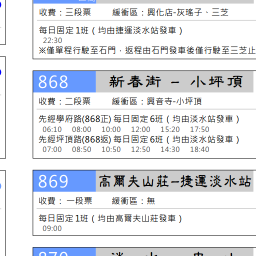 收費：三段票　緩衝區：興化店-灰瑤子、三芝
每日固定 1班（均由捷運淡水站發車）
22:30
※僅單程行駛至石門，返程由石門發車後僅行駛至三芝止
868 新春街 – 小坪頂
收費：二段票　緩衝區：興音寺-小坪頂
先經學府路(868正) 每日固定 6班（均由淡水站發車）
06:10 08:00 10:00 12:00 15:20 17:50
先經坪頂路(868返) 每日固定 6班（均由淡水站發車）
07:00 08:50 10:50 12:50 14:30 18:40
869 高爾夫山莊–捷運淡水站
收費：一段票　緩衝區：無
每日固定 1班（均由高爾夫山莊發車）
09:00